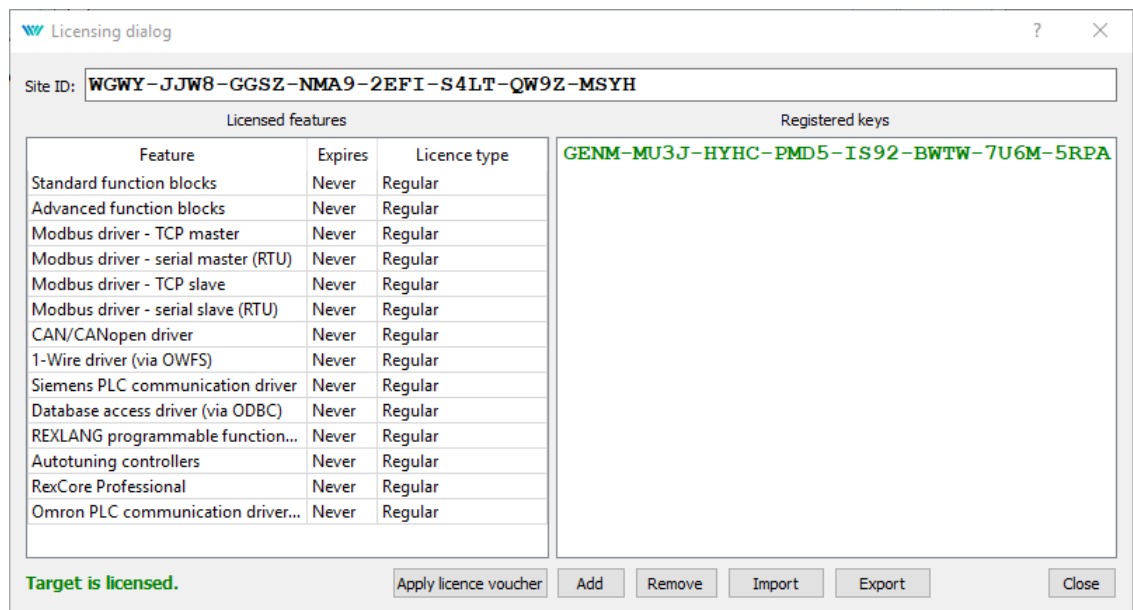 Licensing dialog
?
Site ID: WGWY-JJW8-GGSZ-NMA9-2EFI-S4LT-QW9Z-MSYH
Licensed features
Registered keys
Feature Expires Licence type
Standard function blocks Never Regular
Advanced function blocks Never Regular
Modbus driver - TCP master Never Regular
Modbus driver - serial master (RTU) Never Regular
Modbus driver - TCP slave Never Regular
Modbus driver - serial slave (RTU) Never Regular
CAN/CANopen driver Never Regular
1-Wire driver (via OWFS) Never Regular
Siemens PLC communication driver Never Regular
Database access driver (via ODBC) Never Regular
REXLANG programmable function... Never Regular
Autotuning controllers Never Regular
RexCore Professional Never Regular
Omron PLC communication driver... Never Regular
GENM-MU3J-HYHC-PMD5-IS92-BWTW-7U6M-5RPA
Target is licensed. Apply licence voucher Add Remove Import Export Close